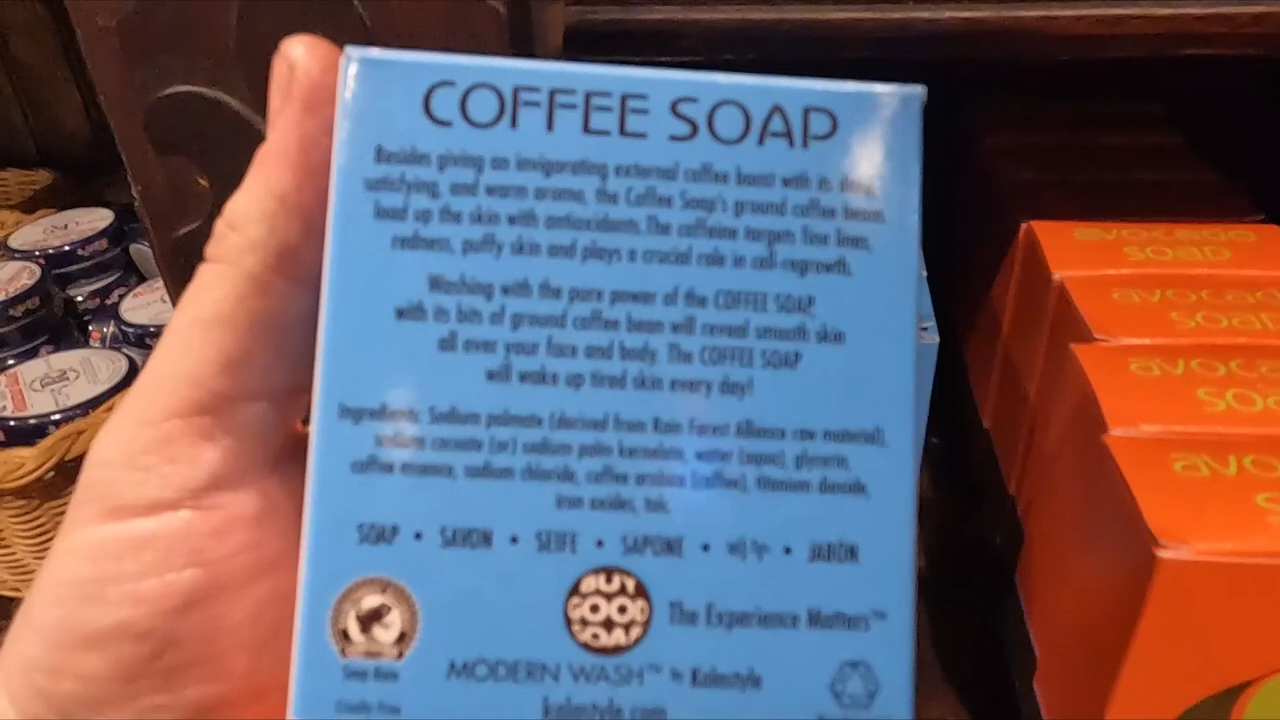 COFFEE SOAP
Besides giving an invigorating external coffee boost with its
satisfying, and warm aroma, the Coffee Soap's ground coffee beans
load up the skin with antioxidants. The caffeine targets fine lines,
redness, puffy skin and plays a crucial role in cell-regrowth.
Washing with the pure power of the COFFEE SOAP
with its bits of ground coffee bean will reveal smooth skin
all over your face and body. The COFFEE SOAP
will wake up tired skin every day!
Ingredients: Sodium palmate (derived from Rain Forest Alliance raw material),
sodium cocoate (or) sodium palm kernelate, water (aqua), glycerin,
coffee essence, sodium chloride, coffee arabica (coffee), titanium dioxide,
iron oxides, talc.
SOAP • SAVON • SEIFE • SAPONE • 비누 • JABÓN
BUY
GOOD
SOAP
The Experience Matters™
MODERN WASH™ by Kalastyle
Cruelty Free
kalastyle.com
avocado
soap
avocado
soap
avoca
soa
avo
s